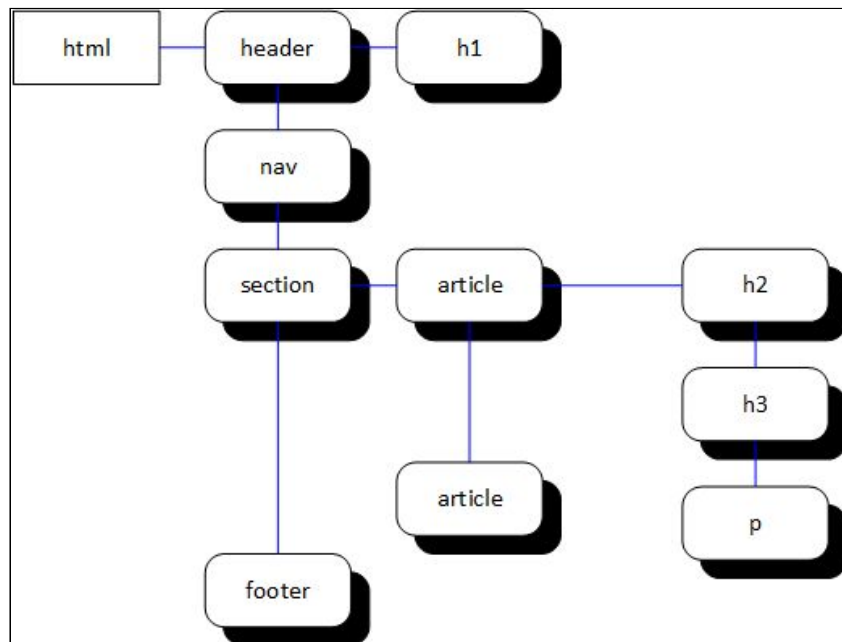 html
header
h1
nav
section
article
h2
h3
article
p
footer